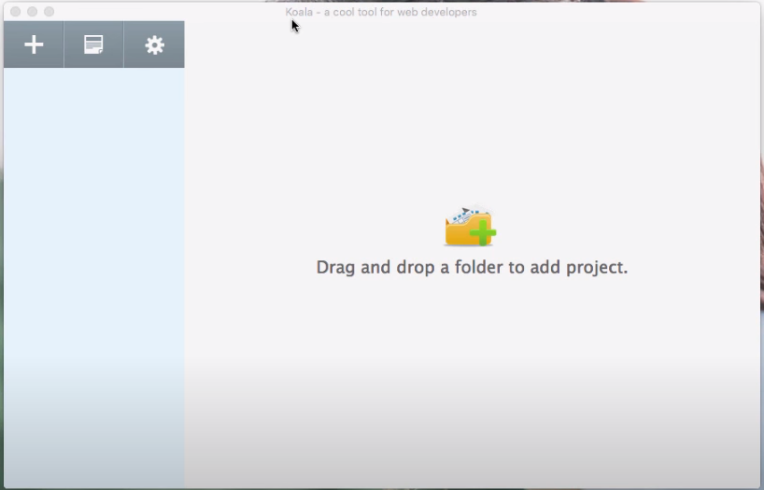 Koala - a cool tool for web developers
Drag and drop a folder to add project.